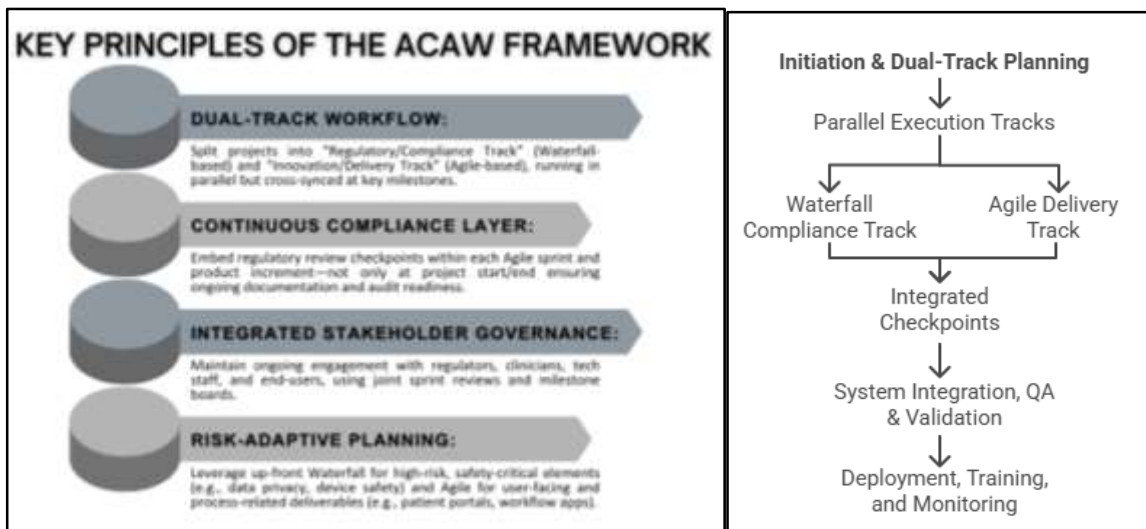 KEY PRINCIPLES OF THE ACAW FRAMEWORK
DUAL-TRACK WORKFLOW:
Split projects into "Regulatory/Compliance Track" (Waterfall-
based) and "Innovation/Delivery Track" (Agile-based), running in
parallel but cross-synced at key milestones.
CONTINUOUS COMPLIANCE LAYER:
Embed regulatory review checkpoints within each Agile sprint and
product increment—not only at project start/end ensuring
ongoing documentation and audit readiness.
INTEGRATED STAKEHOLDER GOVERNANCE:
Maintain ongoing engagement with regulators, clinicians, tech
staff, and end-users, using joint sprint reviews and milestone
boards.
RISK-ADAPTIVE PLANNING:
Leverage up-front Waterfall for high-risk, safety-critical elements
(e.g., data privacy, device safety) and Agile for user-facing and
process-related deliverables (e.g., patient portals, workflow apps).
Initiation & Dual-Track Planning
Parallel Execution Tracks
Waterfall
Compliance Track
Agile Delivery
Track
Integrated
Checkpoints
System Integration, QA
& Validation
Deployment, Training,
and Monitoring